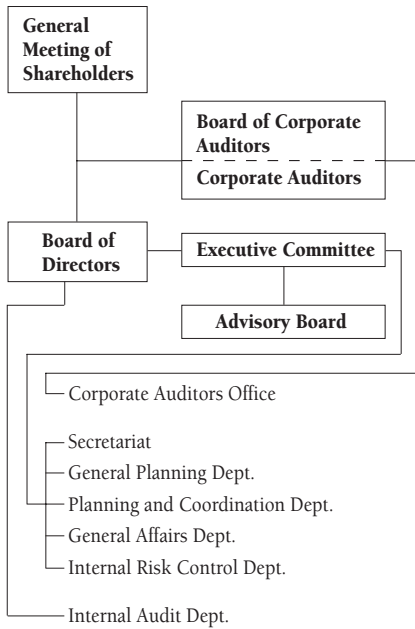 General
Meeting of
Shareholders
Board of Corporate
Auditors
Corporate Auditors
Board of
Directors
Executive Committee
Advisory Board
Corporate Auditors Office
Secretariat
General Planning Dept.
Planning and Coordination Dept.
General Affairs Dept.
Internal Risk Control Dept.
Internal Audit Dept.